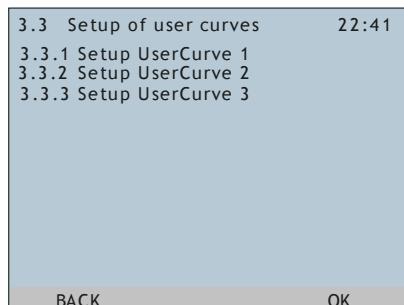 3.3 Setup of user curves 22:41
3.3.1 Setup UserCurve 1
3.3.2 Setup UserCurve 2
3.3.3 Setup UserCurve 3
BACK OK